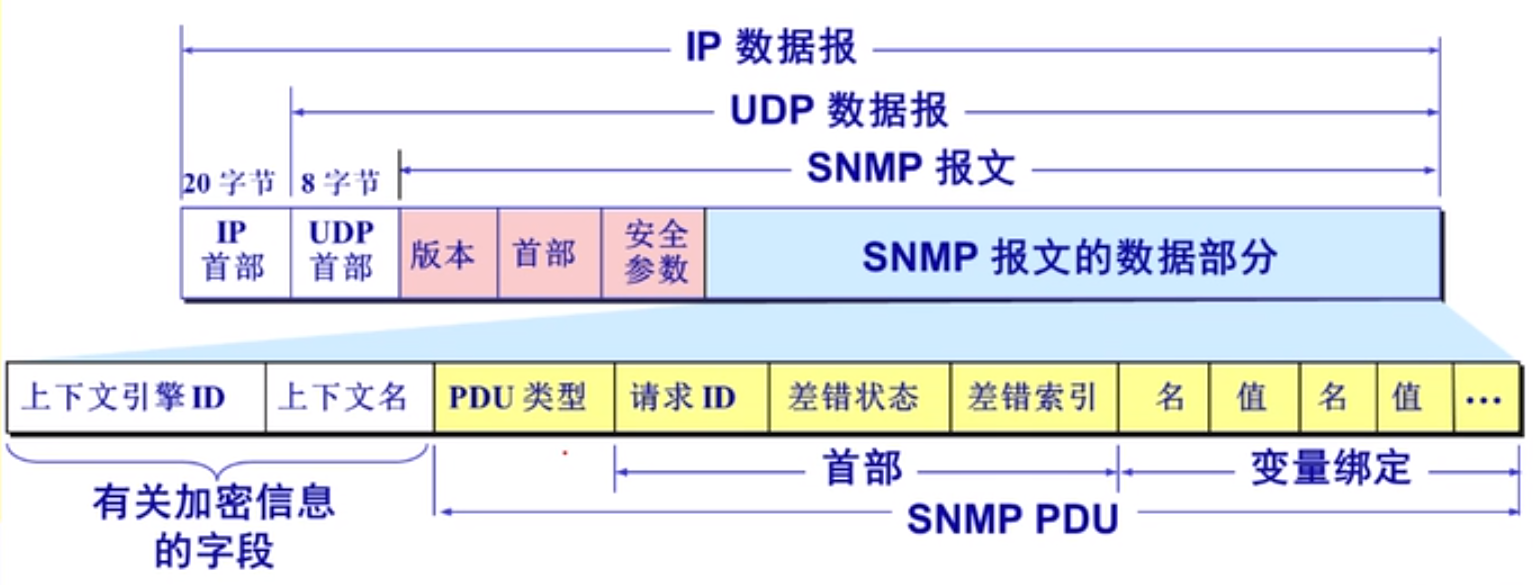 IP 数据报
UDP 数据报
SNMP 报文
20 字节 8 字节
IP 首部
UDP 首部
版本
首部
安全 参数
SNMP 报文的数据部分
上下文引擎 ID
上下文名
PDU 类型
请求 ID
差错状态
差错索引
名
值
名
值
…
首部
变量绑定
有关加密信息
的字段
SNMP PDU